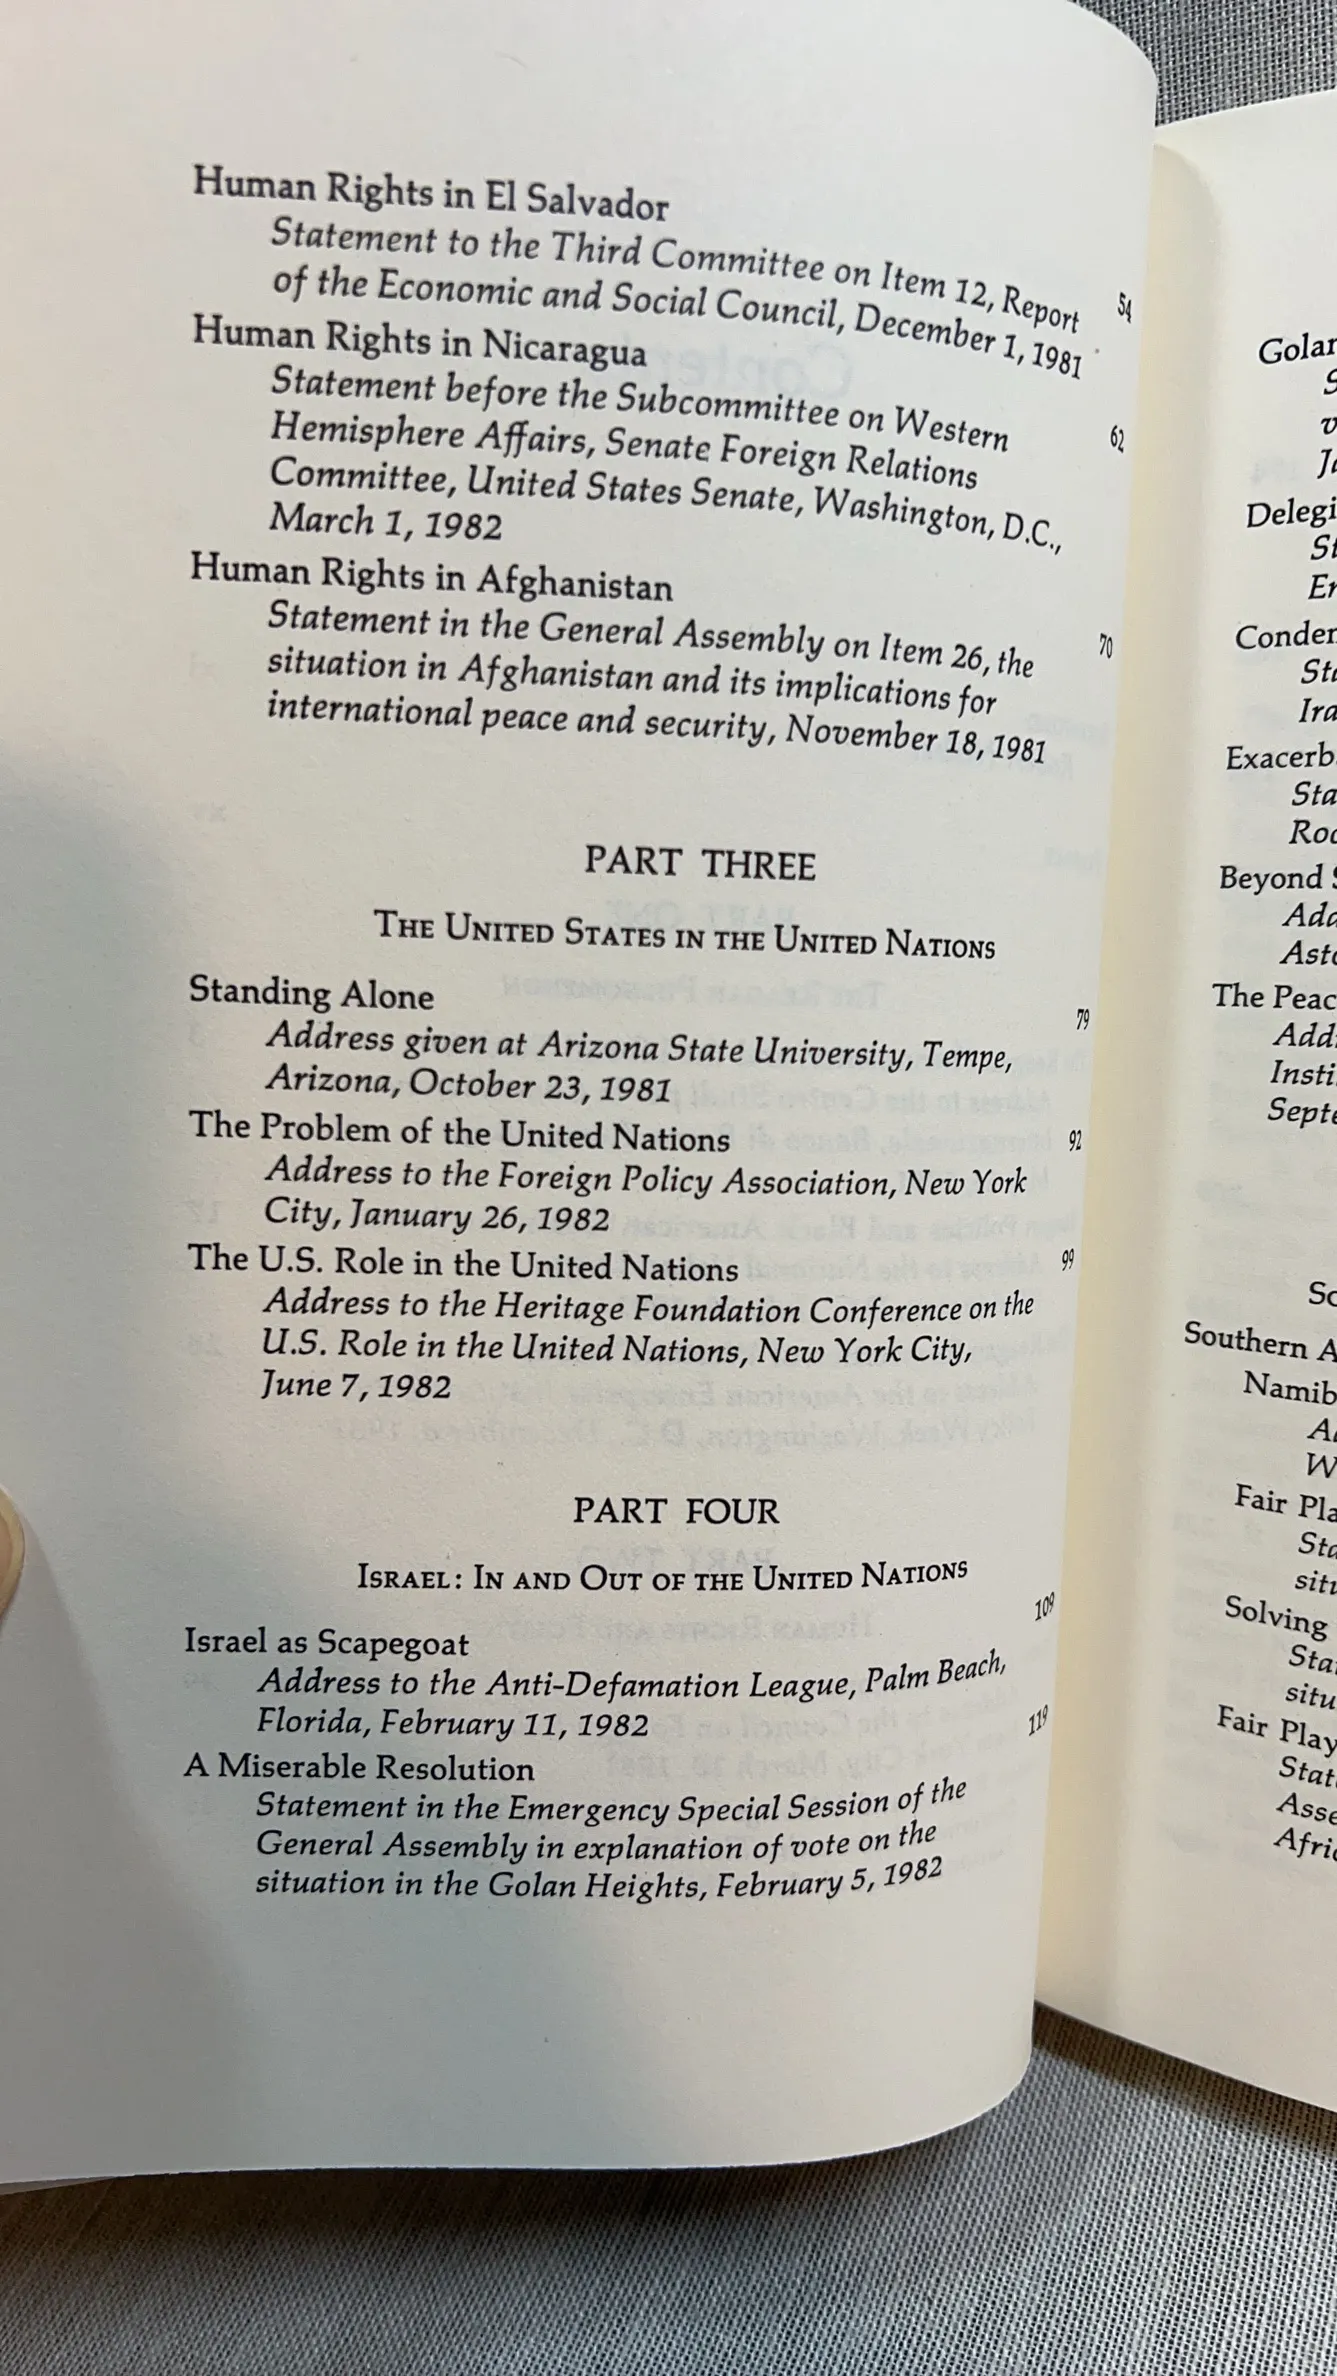 Human Rights in El Salvador 54
Statement to the Third Committee on Item 12, Report
of the Economic and Social Council, December 1, 1981
Human Rights in Nicaragua 62
Statement before the Subcommittee on Western
Hemisphere Affairs, Senate Foreign Relations
Committee, United States Senate, Washington, D.C.,
March 1, 1982
Human Rights in Afghanistan 70
Statement in the General Assembly on Item 26, the
situation in Afghanistan and its implications for
international peace and security, November 18, 1981
PART THREE
THE UNITED STATES IN THE UNITED NATIONS
Standing Alone 79
Address given at Arizona State University, Tempe,
Arizona, October 23, 1981
The Problem of the United Nations 92
Address to the Foreign Policy Association, New York
City, January 26, 1982
The U.S. Role in the United Nations 99
Address to the Heritage Foundation Conference on the
U.S. Role in the United Nations, New York City,
June 7, 1982
PART FOUR
ISRAEL: IN AND OUT OF THE UNITED NATIONS
Israel as Scapegoat 109
Address to the Anti-Defamation League, Palm Beach,
Florida, February 11, 1982
A Miserable Resolution 119
Statement in the Emergency Special Session of the
General Assembly in explanation of vote on the
situation in the Golan Heights, February 5, 1982
Beyond
The
Southern
Fair
Solving
Fair Play